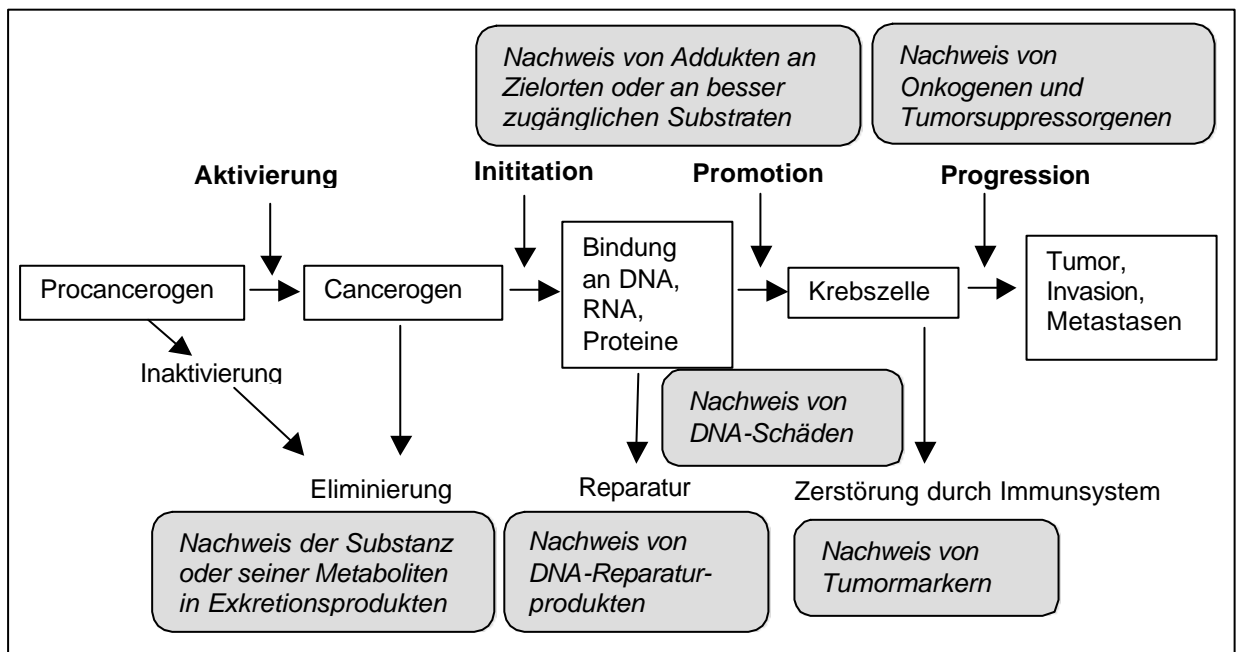 Nachweis von Addukten an
Zielorten oder an besser
zugänglichen Substraten
Nachweis von
Onkogenen und
Tumorsuppressorgenen
Aktivierung
Inititation
Promotion
Progression
Procancerogen
Cancerogen
Bindung
an DNA,
RNA,
Proteine
Krebszelle
Tumor,
Invasion,
Metastasen
Inaktivierung
Nachweis von
DNA-Schäden
Eliminierung
Reparatur
Zerstörung durch Immunsystem
Nachweis der Substanz
oder seiner Metaboliten
in Exkretionsprodukten
Nachweis von
DNA-Reparatur-
produkten
Nachweis von
Tumormarkern